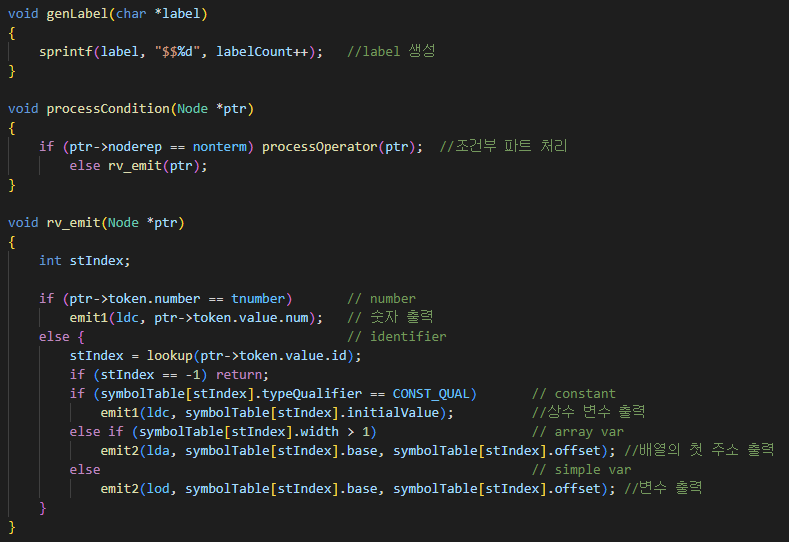 void genLabel(char *label)
{
    sprintf(label, "$$%d", labelCount++);   //label 생성
}

void processCondition(Node *ptr)
{
    if (ptr->noderep == nonterm) processOperator(ptr);  //조건부 파트 처리
        else rv_emit(ptr);
}

void rv_emit(Node *ptr)
{
    int stIndex;

    if (ptr->token.number == tnumber)       // number
        emit1(ldc, ptr->token.value.num);   // 숫자 출력
    else {                                  // identifier
        stIndex = lookup(ptr->token.value.id);
        if (stIndex == -1) return;
        if (symbolTable[stIndex].typeQualifier == CONST_QUAL)       // constant
            emit1(ldc, symbolTable[stIndex].initialValue);          //상수 변수 출력
        else if (symbolTable[stIndex].width > 1)                    // array var
            emit2(lda, symbolTable[stIndex].base, symbolTable[stIndex].offset); //배열의 첫 주소 출력
        else                                                        // simple var
            emit2(lod, symbolTable[stIndex].base, symbolTable[stIndex].offset); //변수 출력
    }
}